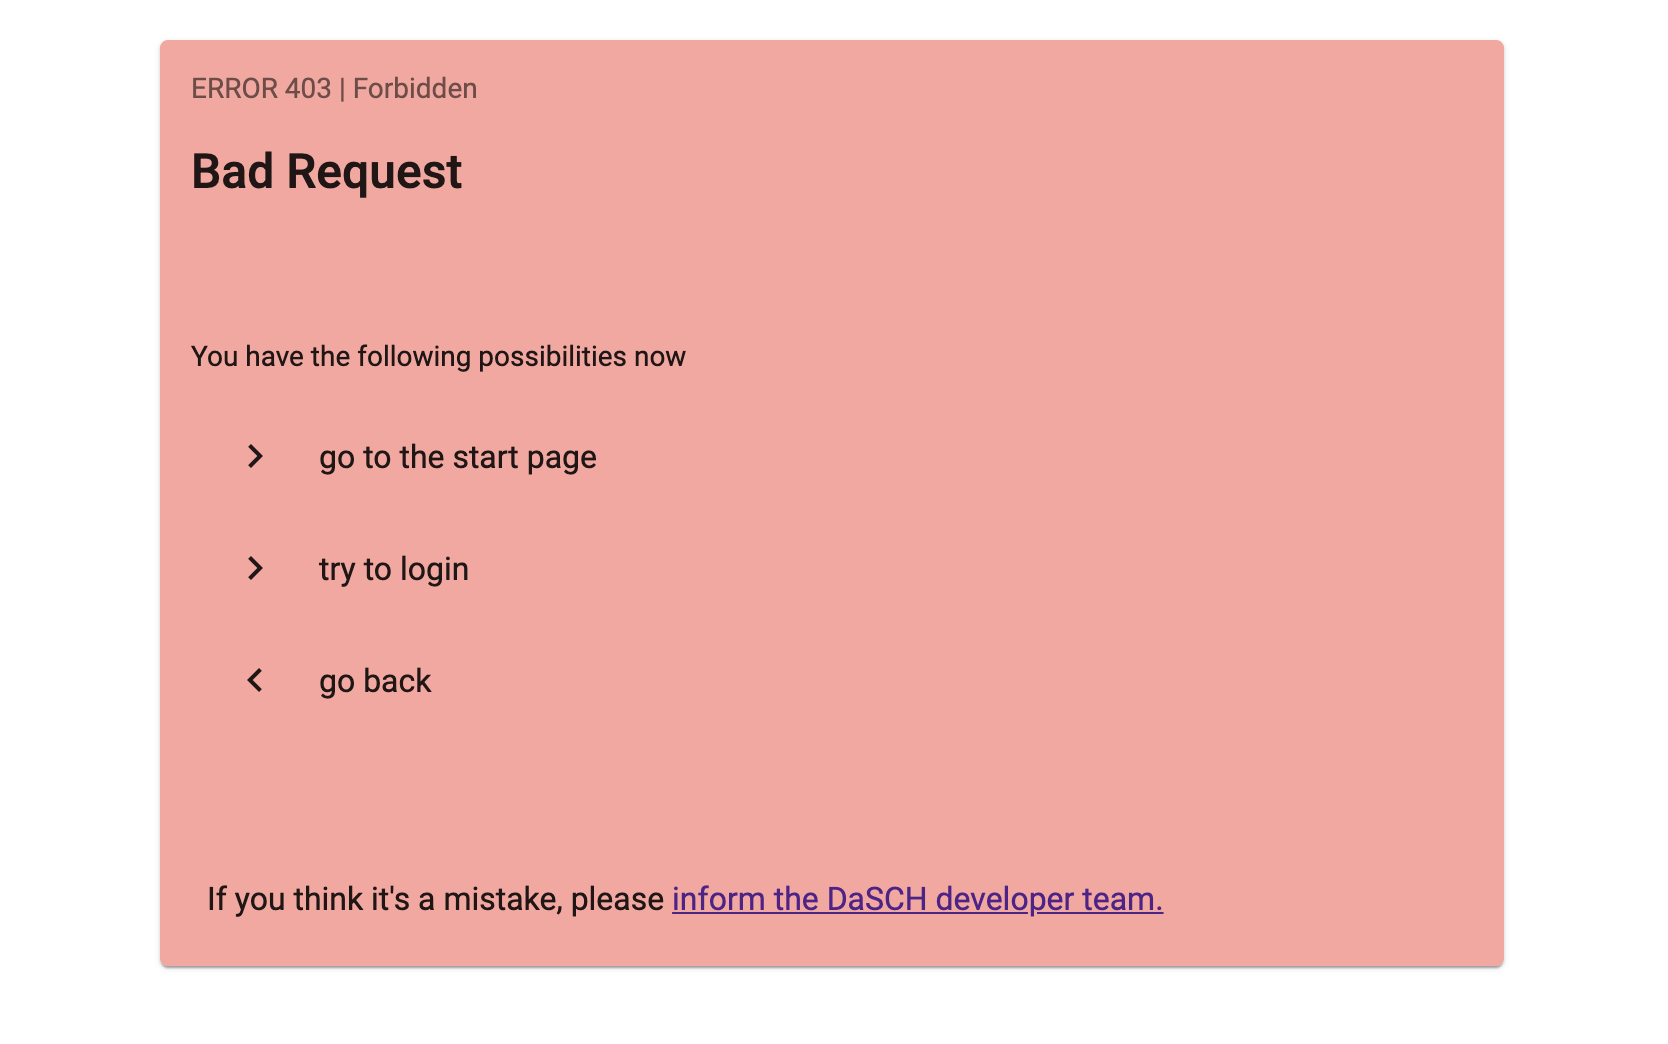 ERROR 403 | Forbidden
Bad Request
You have the following possibilities now
go to the start page
try to login
go back
If you think it's a mistake, please inform the DaSCH developer team.